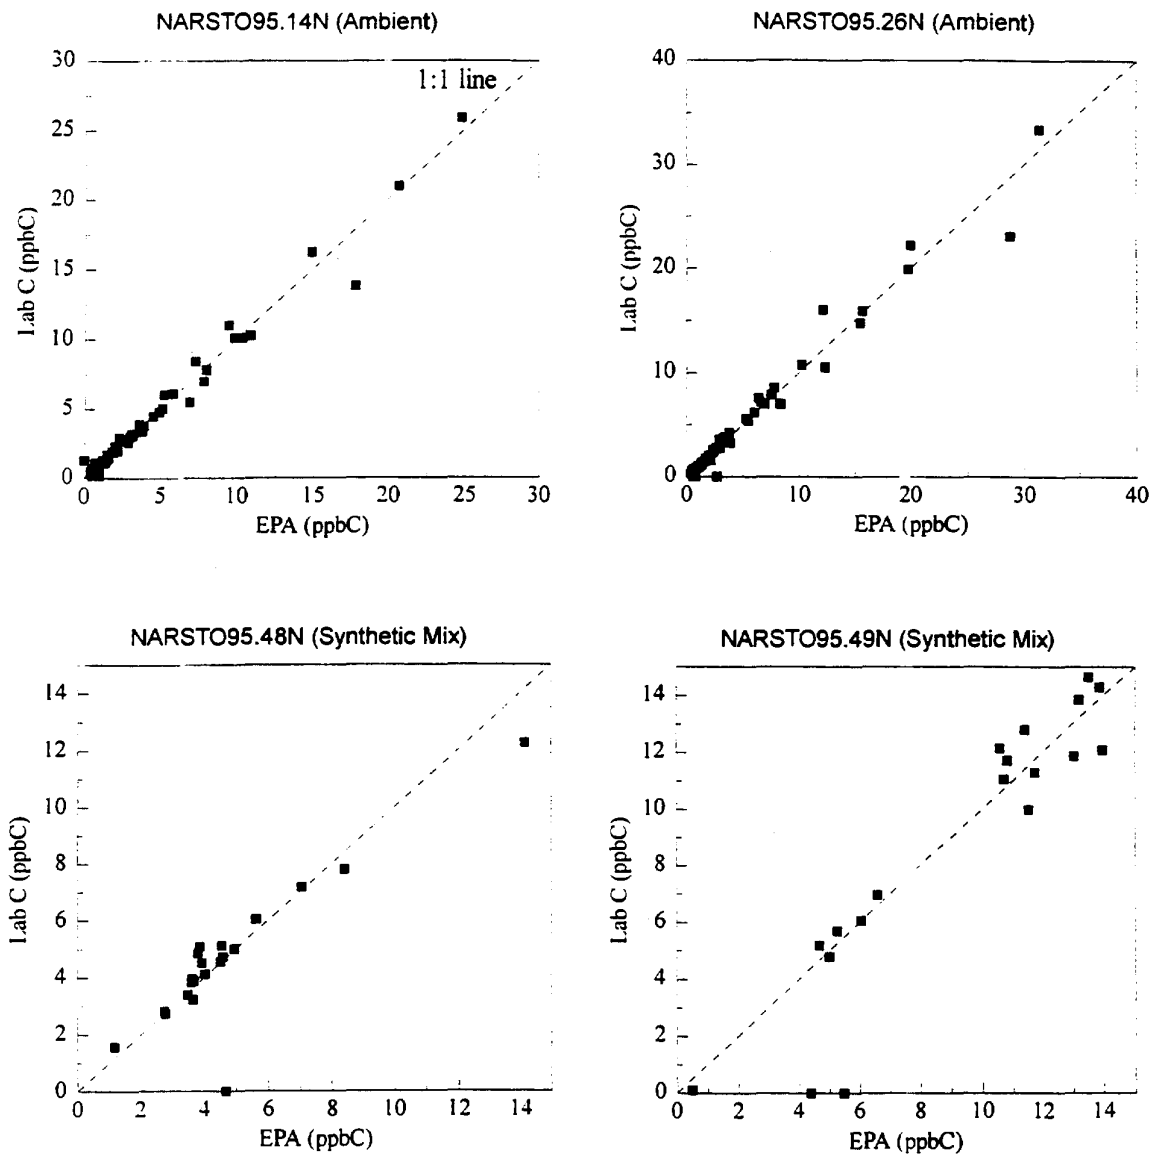 NARSTO95.14N (Ambient)
30
25
20
15
10
5
0
Lab C (ppbC)
1:1 line
0 5 10 15 20 25 30
EPA (ppbC)
NARSTO95.26N (Ambient)
40
30
20
10
0
Lab C (ppbC)
0 10 20 30 40
EPA (ppbC)
NARSTO95.48N (Synthetic Mix)
14
12
10
8
6
4
2
0
Lab C (ppbC)
0 2 4 6 8 10 12 14
EPA (ppbC)
NARSTO95.49N (Synthetic Mix)
14
12
10
8
6
4
2
0
Lab C (ppbC)
0 2 4 6 8 10 12 14
EPA (ppbC)